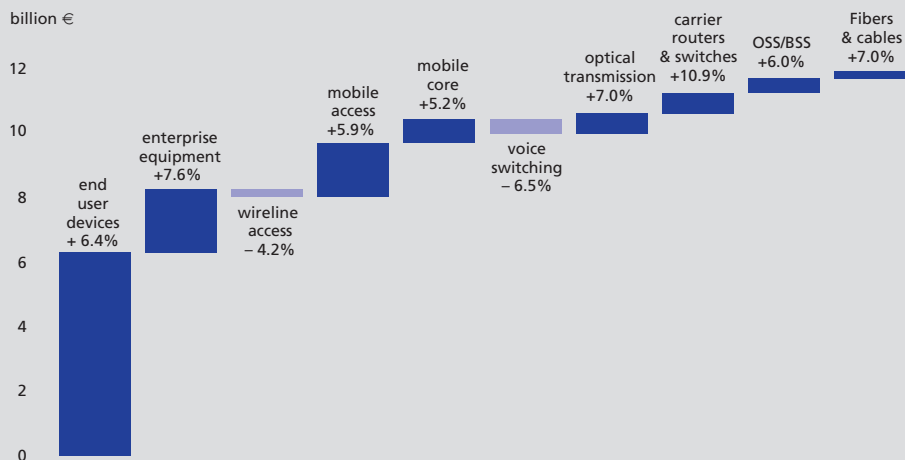 billion €
12
10
8
6
4
2
0
end
user
devices
+ 6.4%
enterprise
equipment
+7.6%
wireline
access
– 4.2%
mobile
access
+5.9%
mobile
core
+5.2%
voice
switching
– 6.5%
optical
transmission
+7.0%
carrier
routers
& switches
+10.9%
OSS/BSS
+6.0%
Fibers
& cables
+7.0%